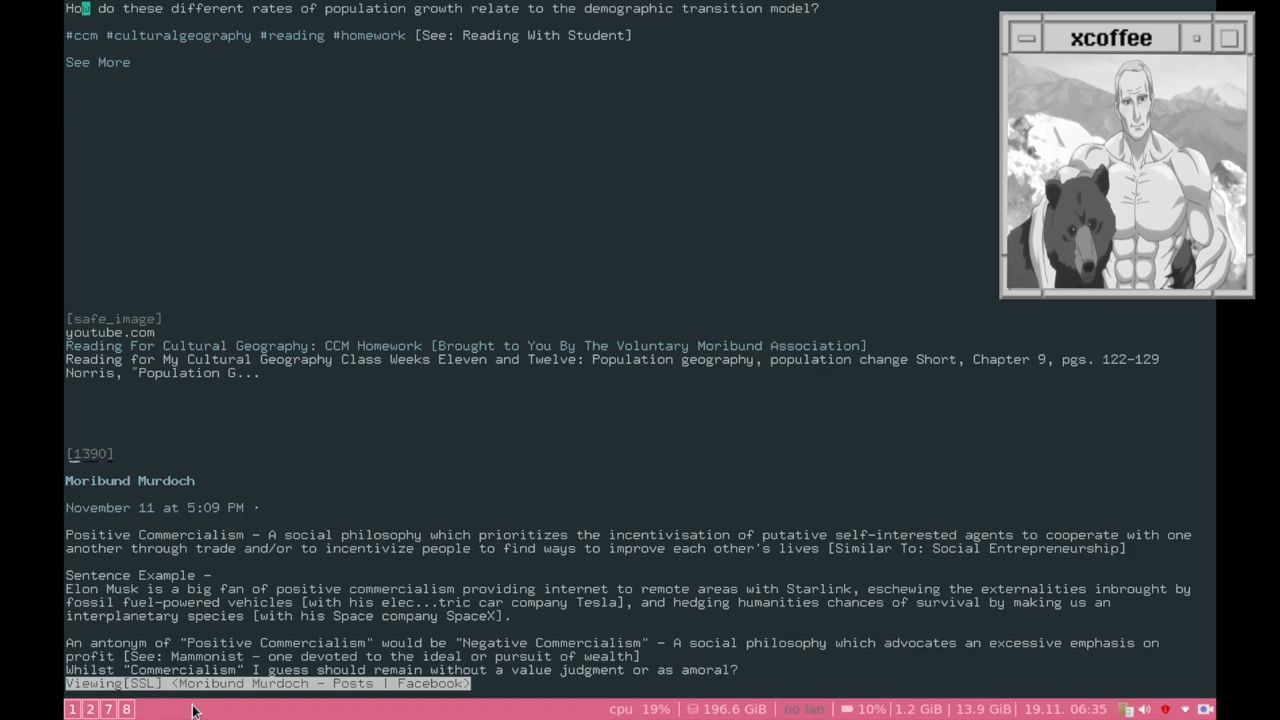 How do these different rates of population growth relate to the demographic transition model?
#ccm #culturalgeography #reading #homework [See: Reading With Student]
See More
xcoffee
[safe_image]
youtube.com
Reading For Cultural Geography: CCM Homework [Brought to You By The Voluntary Moribund Association]
Reading for My Cultural Geography Class Weeks Eleven and Twelve: Population geography, population change Short, Chapter 9, pgs. 122-129
Norris, "Population G...
[1390]
Moribund Murdoch
November 11 at 5:09 PM ·
Positive Commercialism - A social philosophy which prioritizes the incentivisation of putative self-interested agents to cooperate with one
another through trade and/or to incentivize people to find ways to improve each other's lives [Similar To: Social Entrepreneurship]
Sentence Example -
Elon Musk is a big fan of positive commercialism providing internet to remote areas with Starlink, eschewing the externalities inbrought by
fossil fuel-powered vehicles [with his elec...tric car company Tesla], and hedging humanities chances of survival by making us an
interplanetary species [with his Space company SpaceX].
An antonym of "Positive Commercialism" would be "Negative Commercialism" - A social philosophy which advocates an excessive emphasis on
profit [See: Mammonist - one devoted to the ideal or pursuit of wealth]
Whilst "Commercialism" I guess should remain without a value judgment or as amoral?
Viewing[SSL] <Moribund Murdoch - Posts | Facebook>
1 2 7 8 cpu 19% | 196.6 GiB | no lan | 10% | 1.2 GiB | 13.9 GiB | 19.11. 06:35